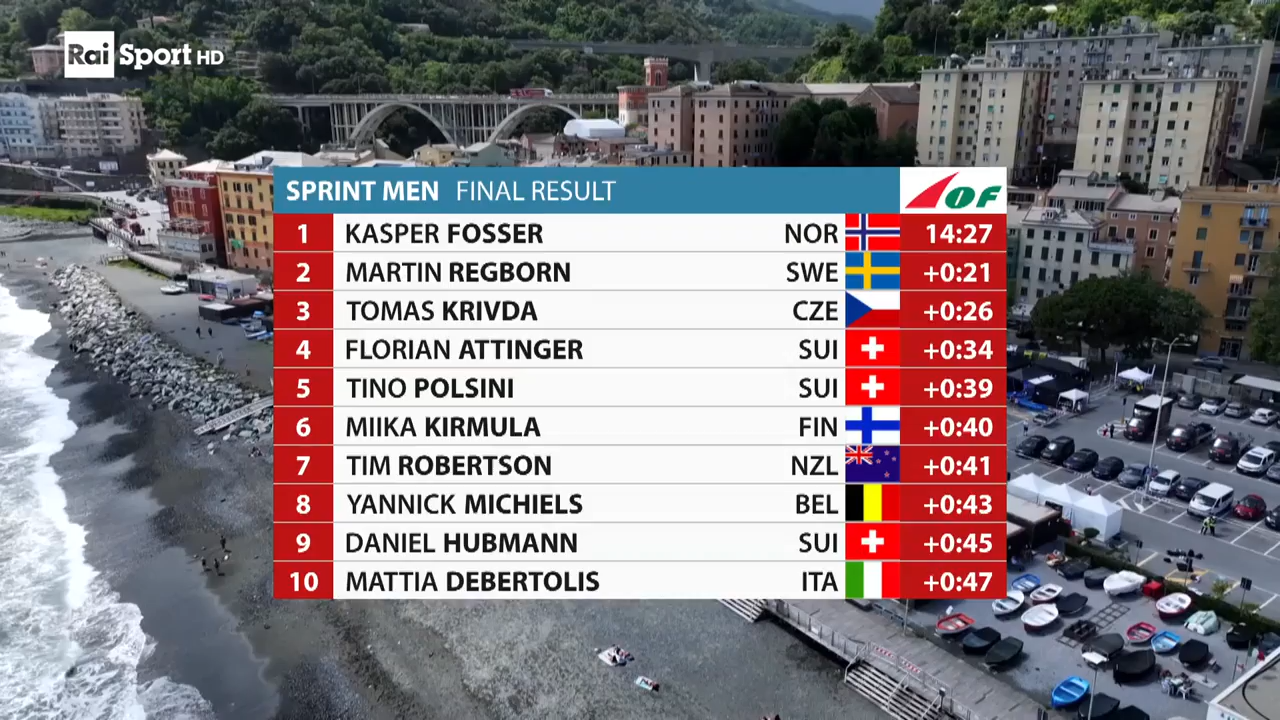 Rai Sport HD
SPRINT MEN FINAL RESULT
IOF
1 KASPER FOSSER NOR 14:27
2 MARTIN REGBORN SWE +0:21
3 TOMAS KRIVDA CZE +0:26
4 FLORIAN ATTINGER SUI +0:34
5 TINO POLSINI SUI +0:39
6 MIIKA KIRMULA FIN +0:40
7 TIM ROBERTSON NZL +0:41
8 YANNICK MICHIELS BEL +0:43
9 DANIEL HUBMANN SUI +0:45
10 MATTIA DEBERTOLIS ITA +0:47